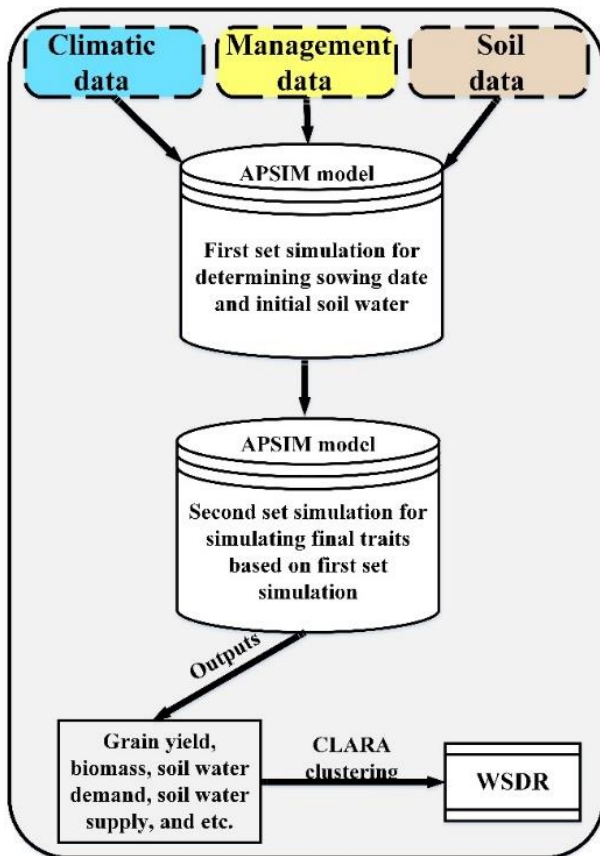 Climatic
data
Management
data
Soil
data
APSIM model
First set simulation for
determining sowing date
and initial soil water
APSIM model
Second set simulation for
simulating final traits
based on first set
simulation
Outputs
Grain yield,
biomass, soil water
demand, soil water
supply, and etc.
CLARA
clustering
WSDR